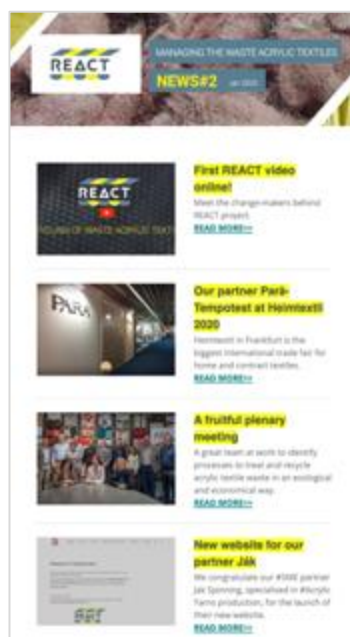 REACT
MANAGING THE WASTE ACRYLIC TEXTILES
NEWS#2
REACT
First REACT video
online!
Meet the change-makers behind
REACT project.
READ MORE>>
PARÀ
Our partner Parà-
Tempotest at Heimtextil
2020
Heimtextil in Frankfurt is the
biggest international trade fair for
home and contract textiles.
READ MORE>>
A fruitful plenary
meeting
A great team at work to identify
processes to treat and recycle
acrylic textile waste in an ecological
and economical way.
READ MORE>>
New website for our
partner Ják
We congratulate our #SME partner
Jak Spinning, specialised in #Acrylic
Yarns production, for the launch of
their new website.
READ MORE>>